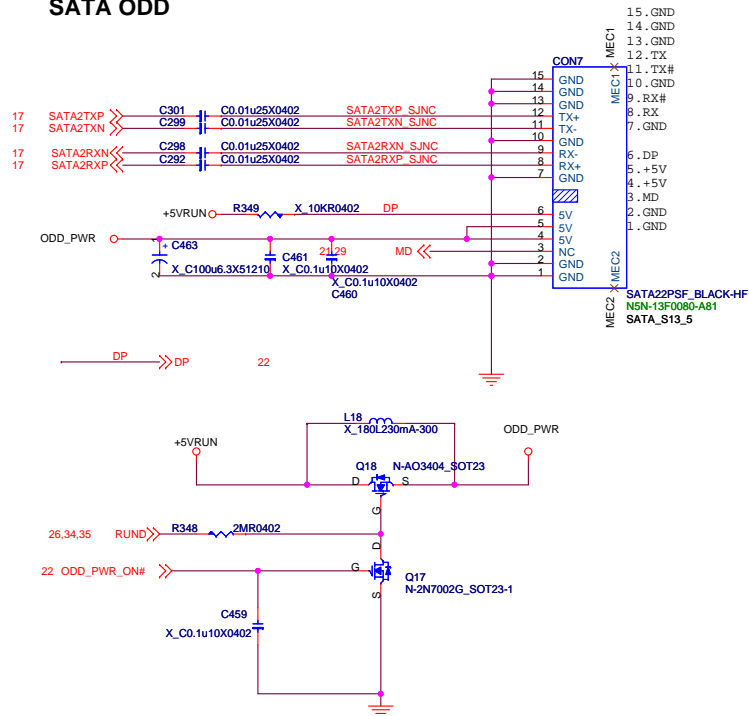 SATA ODD
15.GND
14.GND
13.GND
12.TX
11.TX#
10.GND
9.RX#
8.RX
7.GND
6.DP
5.+5V
4.+5V
3.MD
2.GND
1.GND
MEC1
CON7
MEC1
15 GND
14 GND
13 GND
12 TX+
11 TX-
10 GND
9 RX-
8 RX+
7 GND
6 5V
5 5V
4 5V
3 NC
2 GND
1 GND
MEC2
MEC2
SATA22PSF_BLACK-HF
N5N-13F0080-A81
SATA_S13_5
17 SATA2TXP C301 C0.01u25X0402 SATA2TXP_SJNC
17 SATA2TXN C299 C0.01u25X0402 SATA2TXN_SJNC
17 SATA2RXN C298 C0.01u25X0402 SATA2RXN_SJNC
17 SATA2RXP C292 C0.01u25X0402 SATA2RXP_SJNC
+5VRUN R349 X_10KR0402 DP
ODD_PWR
1 + C463
2 X_C100u6.3X51210
C461
X_C0.1u10X0402
21,29 MD
X_C0.1u10X0402
C460
DP DP 22
L18
X_180L230mA-300
+5VRUN
ODD_PWR
Q18 N-AO3404_SOT23
D S
G
26,34,35 RUND R348 2MR0402
D
22 ODD_PWR_ON# G
Q17
N-2N7002G_SOT23-1
S
C459
X_C0.1u10X0402